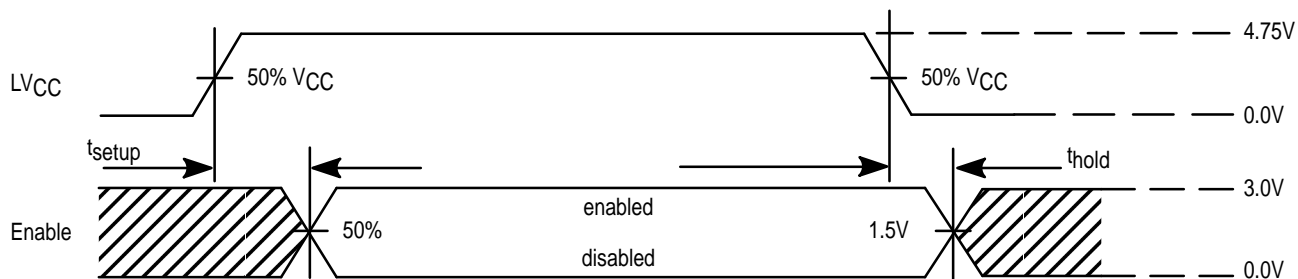 4.75V
LVCC
50% VCC
50% VCC
0.0V
tsetup
thold
3.0V
enabled
Enable
50%
1.5V
disabled
0.0V